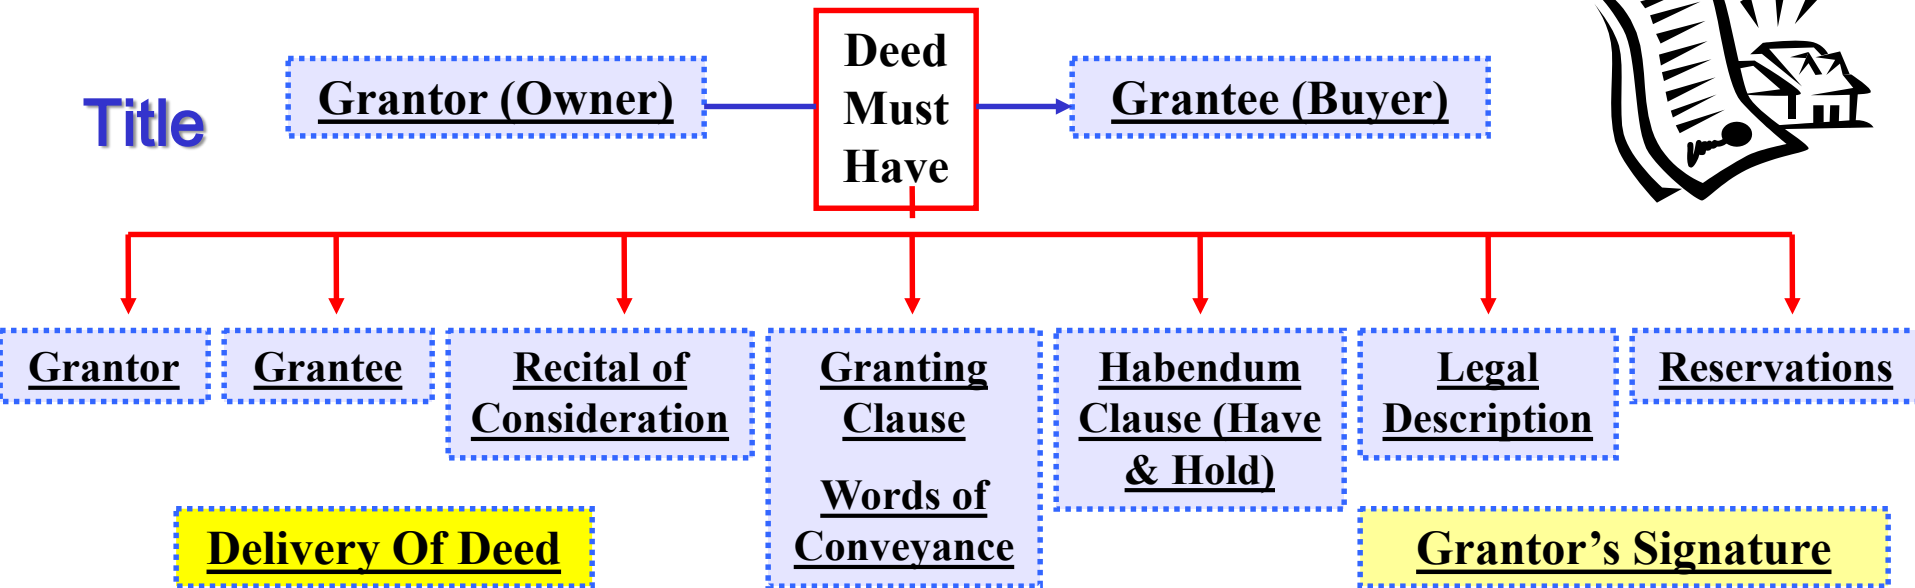 Title
Grantor (Owner)
Deed
Must
Have
Grantee (Buyer)
Grantor
Grantee
Recital of
Consideration
Granting
Clause
Words of
Conveyance
Habendum
Clause (Have
& Hold)
Legal
Description
Reservations
Delivery Of Deed
Grantor’s Signature